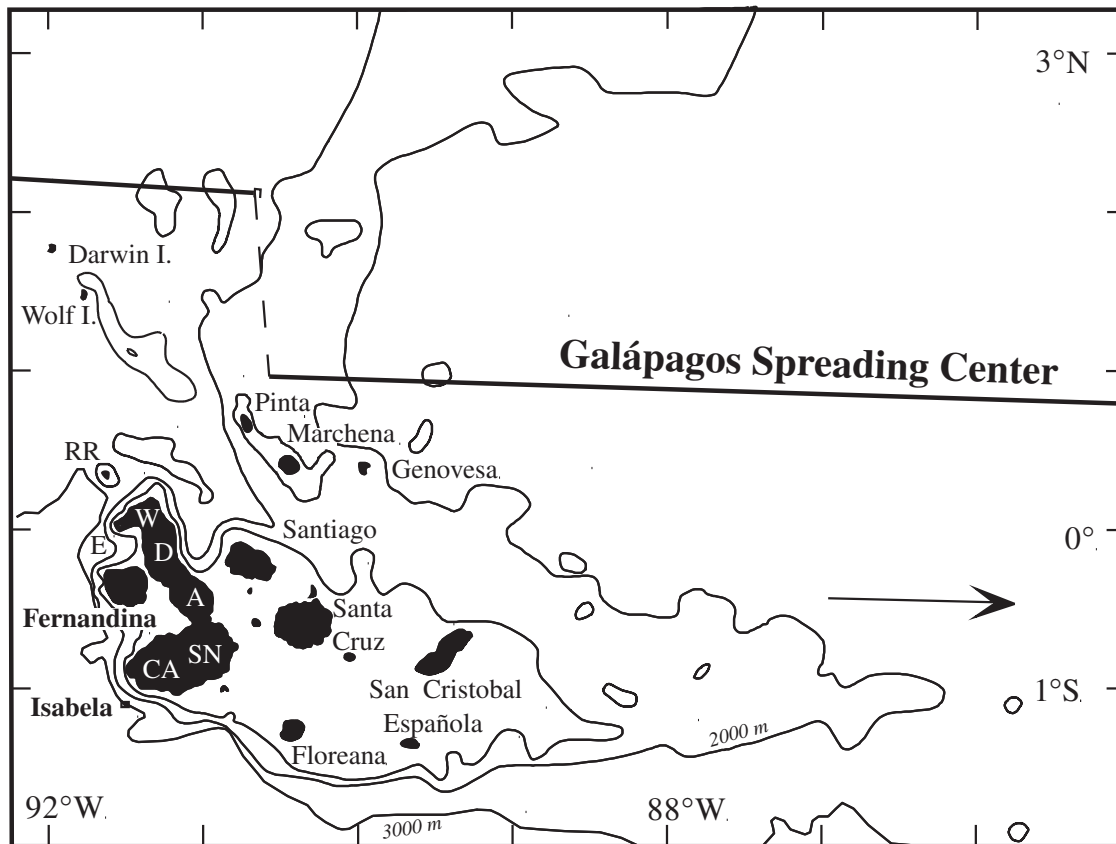 3°N
Darwin I.
Wolf I.
Galápagos Spreading Center
Pinta
Marchena
RR
Genovesa
W
Santiago
E
D
0°
A
Fernandina
Santa
Cruz
SN
CA
San Cristobal
1°S
Isabela
Española
2000 m
Floreana
92°W
88°W
3000 m